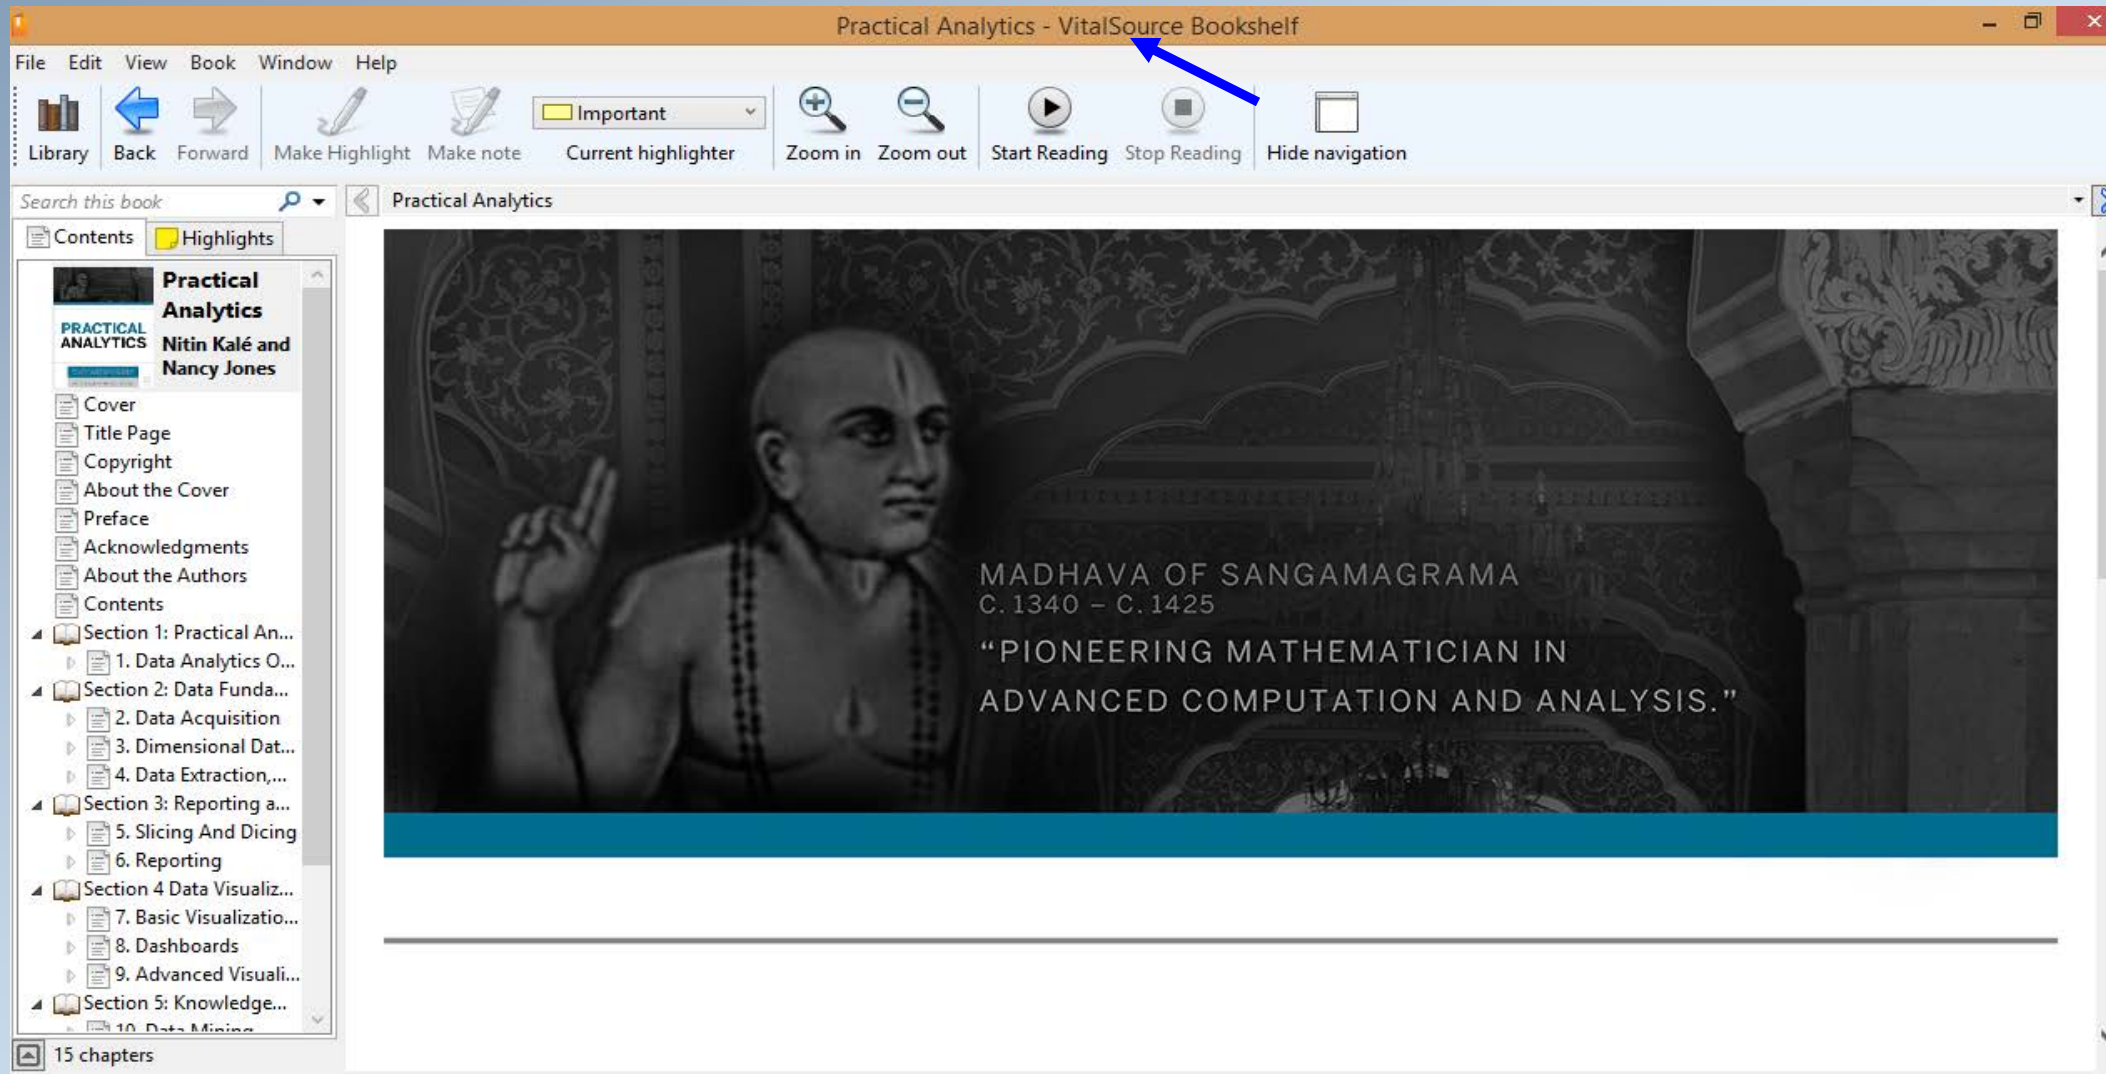 Practical Analytics - VitalSource Bookshelf
File Edit View Book Window Help
Library Back Forward Make Highlight Make note Important Current highlighter Zoom in Zoom out Start Reading Stop Reading Hide navigation
Search this book
Practical Analytics
Contents Highlights
PRACTICAL
ANALYTICS
Practical
Analytics
Nitin Kalé and
Nancy Jones
Cover
Title Page
Copyright
About the Cover
Preface
Acknowledgments
About the Authors
Contents
Section 1: Practical An...
1. Data Analytics O...
Section 2: Data Funda...
2. Data Acquisition
3. Dimensional Dat...
4. Data Extraction,...
Section 3: Reporting a...
5. Slicing And Dicing
6. Reporting
Section 4 Data Visualiz...
7. Basic Visualizatio...
8. Dashboards
9. Advanced Visuali...
Section 5: Knowledge...
10. Data Mining
15 chapters
MADHAVA OF SANGAMAGRAMA
C. 1340 – C. 1425
“PIONEERING MATHEMATICIAN IN
ADVANCED COMPUTATION AND ANALYSIS.”